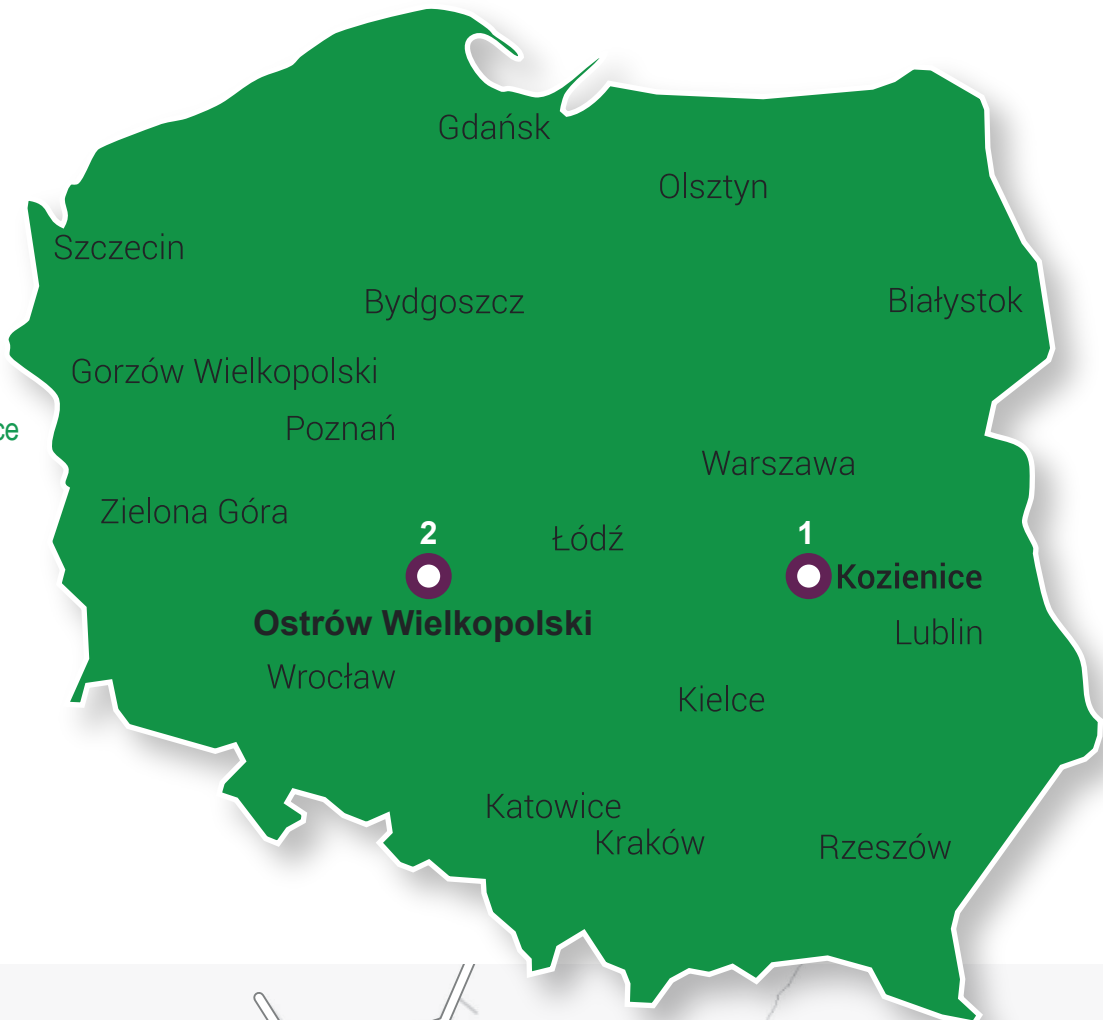 Gdańsk
Olsztyn
Szczecin
Bydgoszcz
Białystok
Gorzów Wielkopolski
Poznań
ce
Warszawa
Zielona Góra
2
Łódź
1
Kozienice
Ostrów Wielkopolski
Lublin
Wrocław
Kielce
Katowice
Kraków
Rzeszów